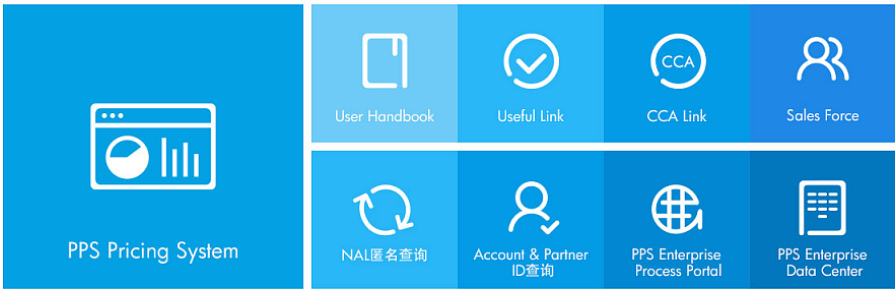 PPS Pricing System
User Handbook
Useful Link
CCA
CCA Link
Sales Force
NAL匿名查询
Account & Partner
ID查询
PPS Enterprise
Process Portal
PPS Enterprise
Data Center